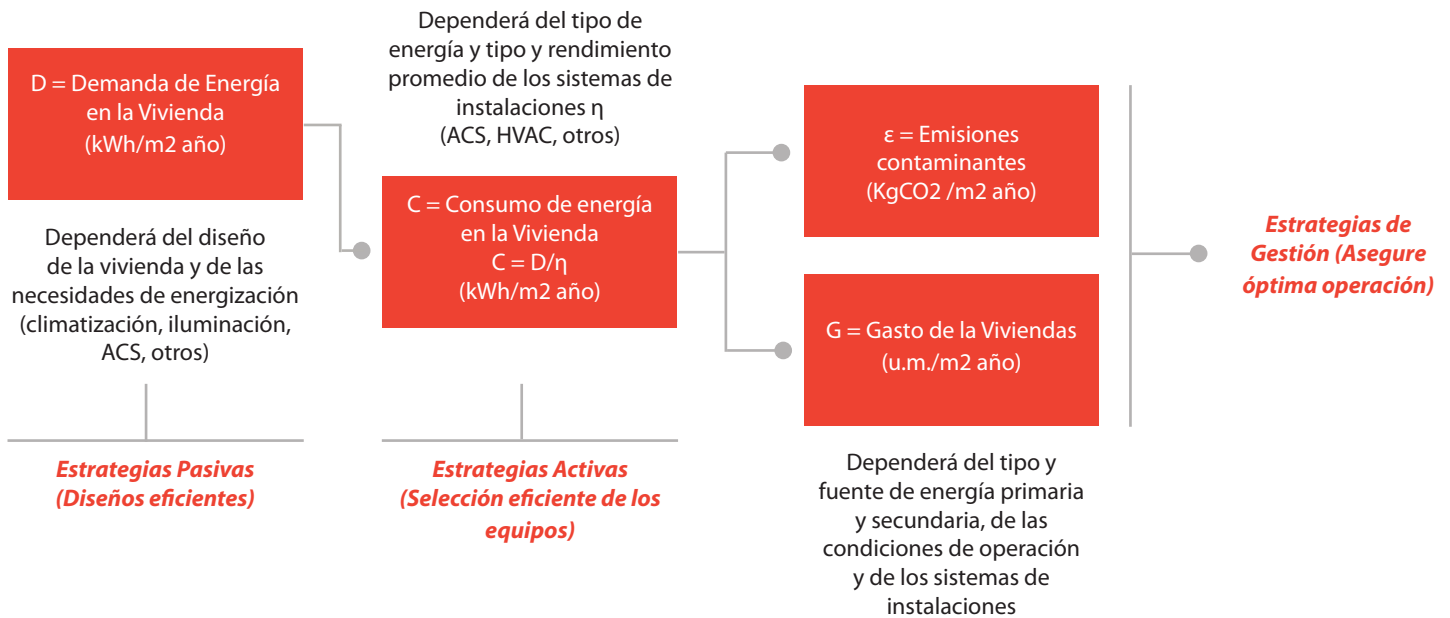 D = Demanda de Energía
en la Vivienda
(kWh/m2 año)
Dependerá del diseño
de la vivienda y de las
necesidades de energización
(climatización, iluminación,
ACS, otros)
Estrategias Pasivas
(Diseños eficientes)
Dependerá del tipo de
energía y tipo y rendimiento
promedio de los sistemas de
instalaciones η
(ACS, HVAC, otros)
C = Consumo de energía
en la Vivienda
C = D/η
(kWh/m2 año)
Estrategias Activas
(Selección eficiente de los
equipos)
ε = Emisiones
contaminantes
(KgCO2 /m2 año)
G = Gasto de la Viviendas
(u.m./m2 año)
Dependerá del tipo y
fuente de energía primaria
y secundaria, de las
condiciones de operación
y de los sistemas de
instalaciones
Estrategias de
Gestión (Asegure
óptima operación)